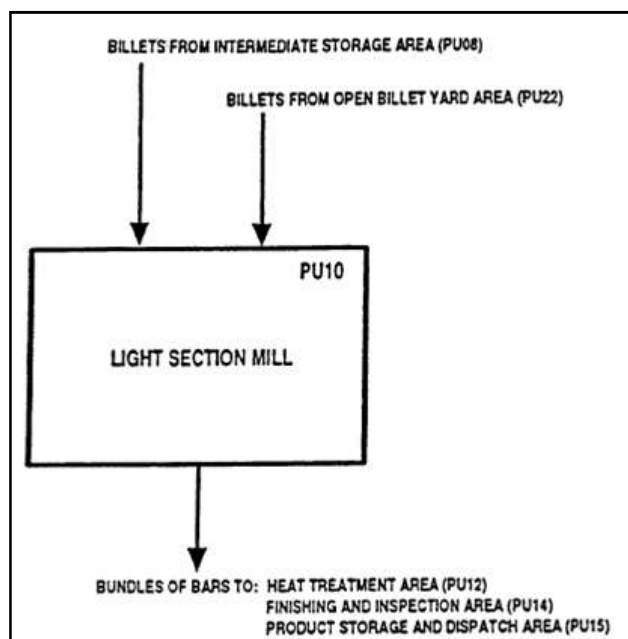 BILLETS FROM INTERMEDIATE STORAGE AREA (PU08)
BILLETS FROM OPEN BILLET YARD AREA (PU22)
PU10
LIGHT SECTION MILL
BUNDLES OF BARS TO: HEAT TREATMENT AREA (PU12)
FINISHING AND INSPECTION AREA (PU14)
PRODUCT STORAGE AND DISPATCH AREA (PU15)